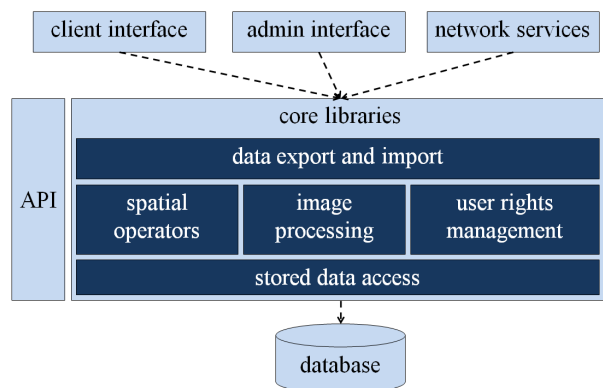 client interface
admin interface
network services
API
core libraries
data export and import
spatial
operators
image
processing
user rights
management
stored data access
database